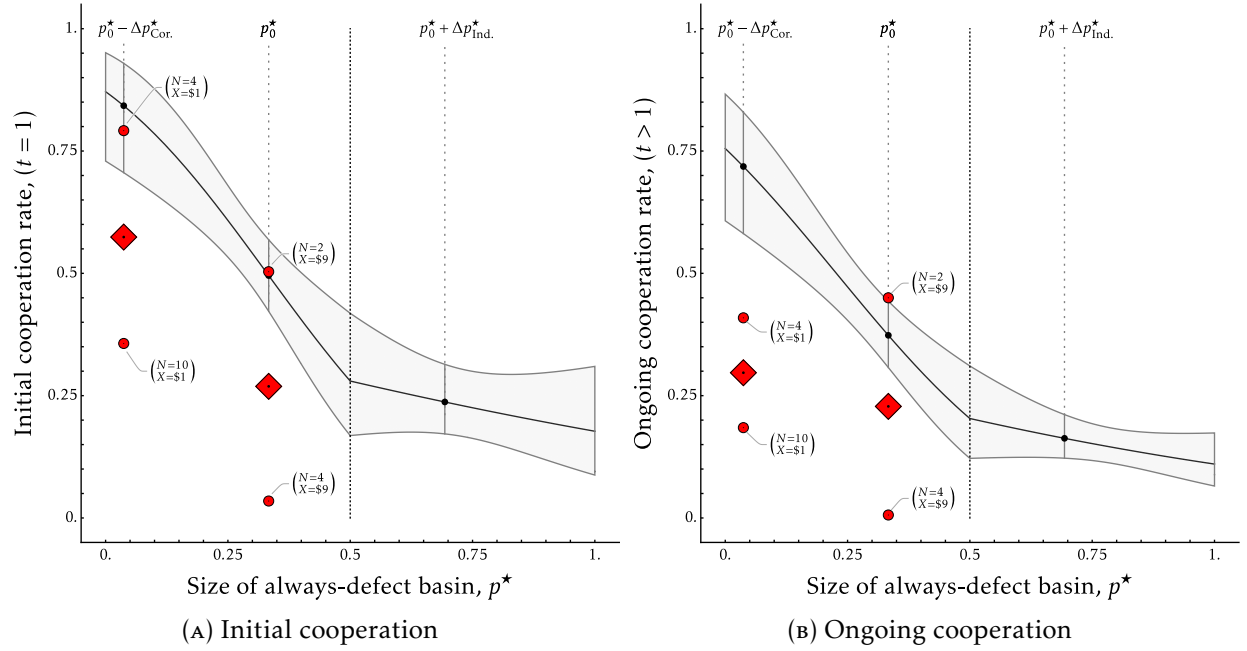 p₀★ − Δp★Cor.
p₀★
p₀★ + Δp★Ind.
Initial cooperation rate, (t = 1)
1.
0.75
0.5
0.25
0.
(N=4
X=$1)
(N=2
X=$9)
(N=10
X=$1)
(N=4
X=$9)
0.
0.25
0.5
0.75
1.
Size of always-defect basin, p★
(A) Initial cooperation
p₀★ − Δp★Cor.
p₀★
p₀★ + Δp★Ind.
Ongoing cooperation rate, (t > 1)
1.
0.75
0.5
0.25
0.
(N=2
X=$9)
(N=4
X=$1)
(N=10
X=$1)
(N=4
X=$9)
0.
0.25
0.5
0.75
1.
Size of always-defect basin, p★
(B) Ongoing cooperation